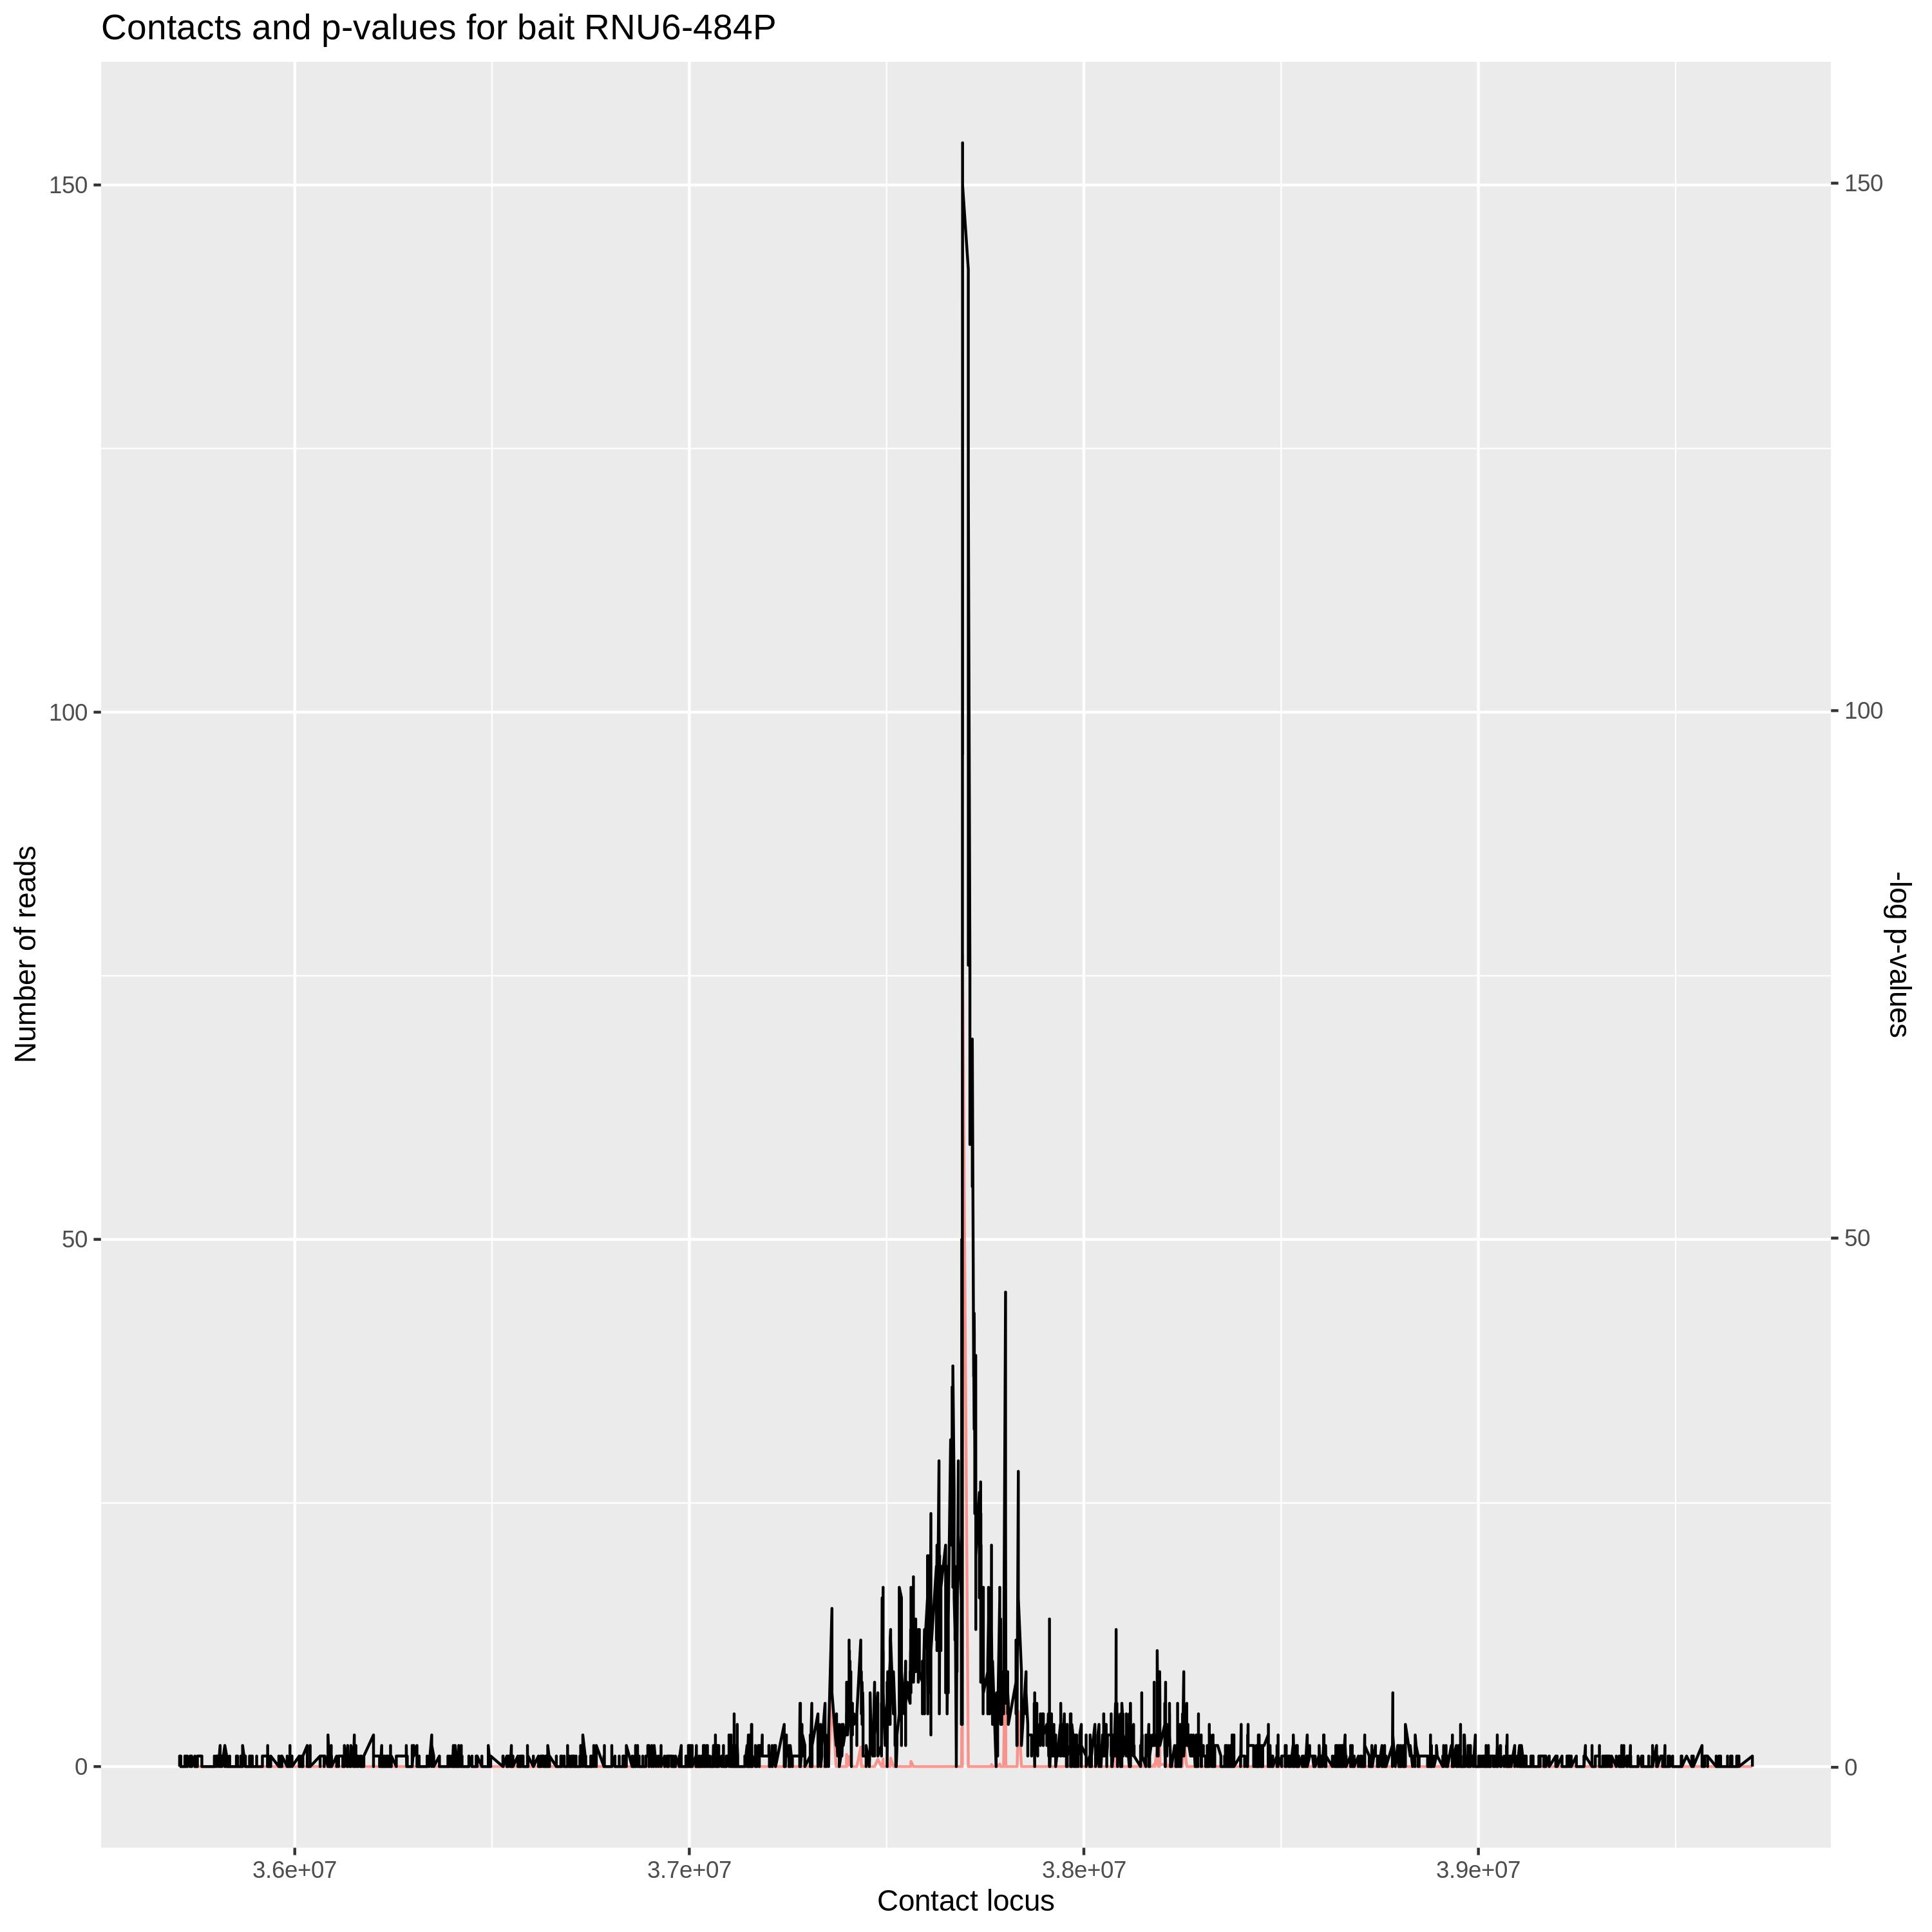 Contacts and p-values for bait RNU6-484P
150
100
50
0
Number of reads
150
100
50
0
-log p-values
3.6e+07
3.7e+07
3.8e+07
3.9e+07
Contact locus